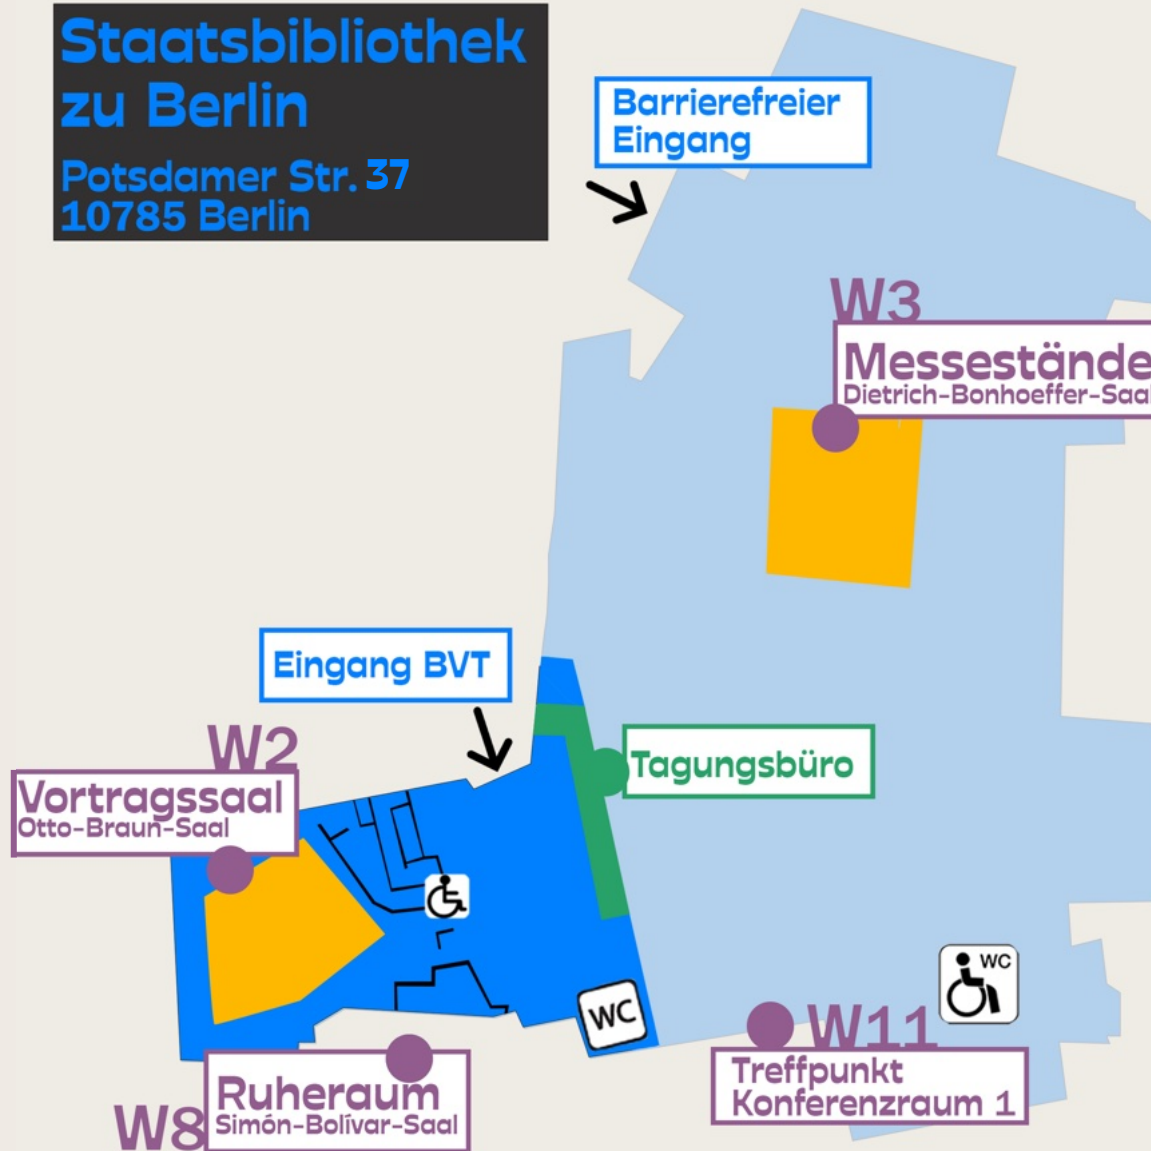 Staatsbibliothek
zu Berlin
Potsdamer Str. 37
10785 Berlin
Barrierefreier
Eingang
W3
Messestände
Dietrich-Bonhoeffer-Saal
Eingang BVT
W2
Vortragssaal
Otto-Braun-Saal
Tagungsbüro
WC
WC
W11
Treffpunkt
Konferenzraum 1
Ruheraum
Simón-Bolívar-Saal
W8